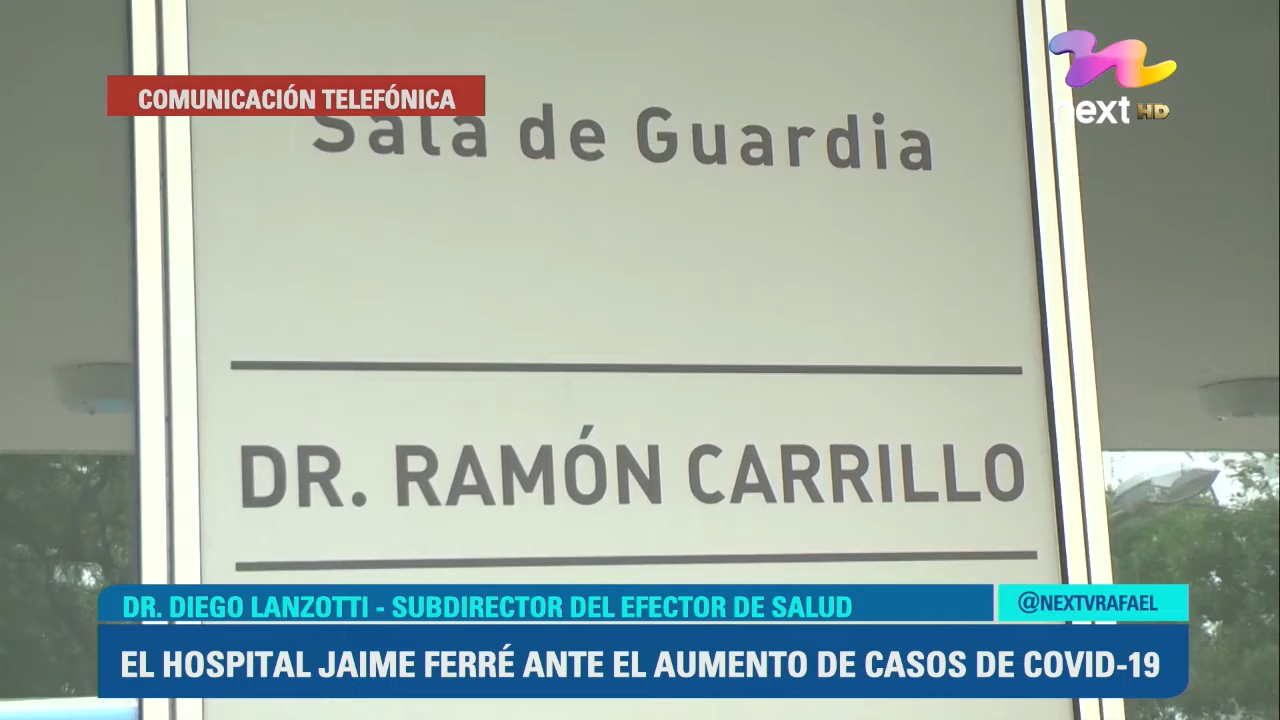 COMUNICACIÓN TELEFÓNICA
next HD
Sala de Guardia
DR. RAMÓN CARRILLO
DR. DIEGO LANZOTTI - SUBDIRECTOR DEL EFECTOR DE SALUD
@NEXTVRAFAEL
EL HOSPITAL JAIME FERRÉ ANTE EL AUMENTO DE CASOS DE COVID-19